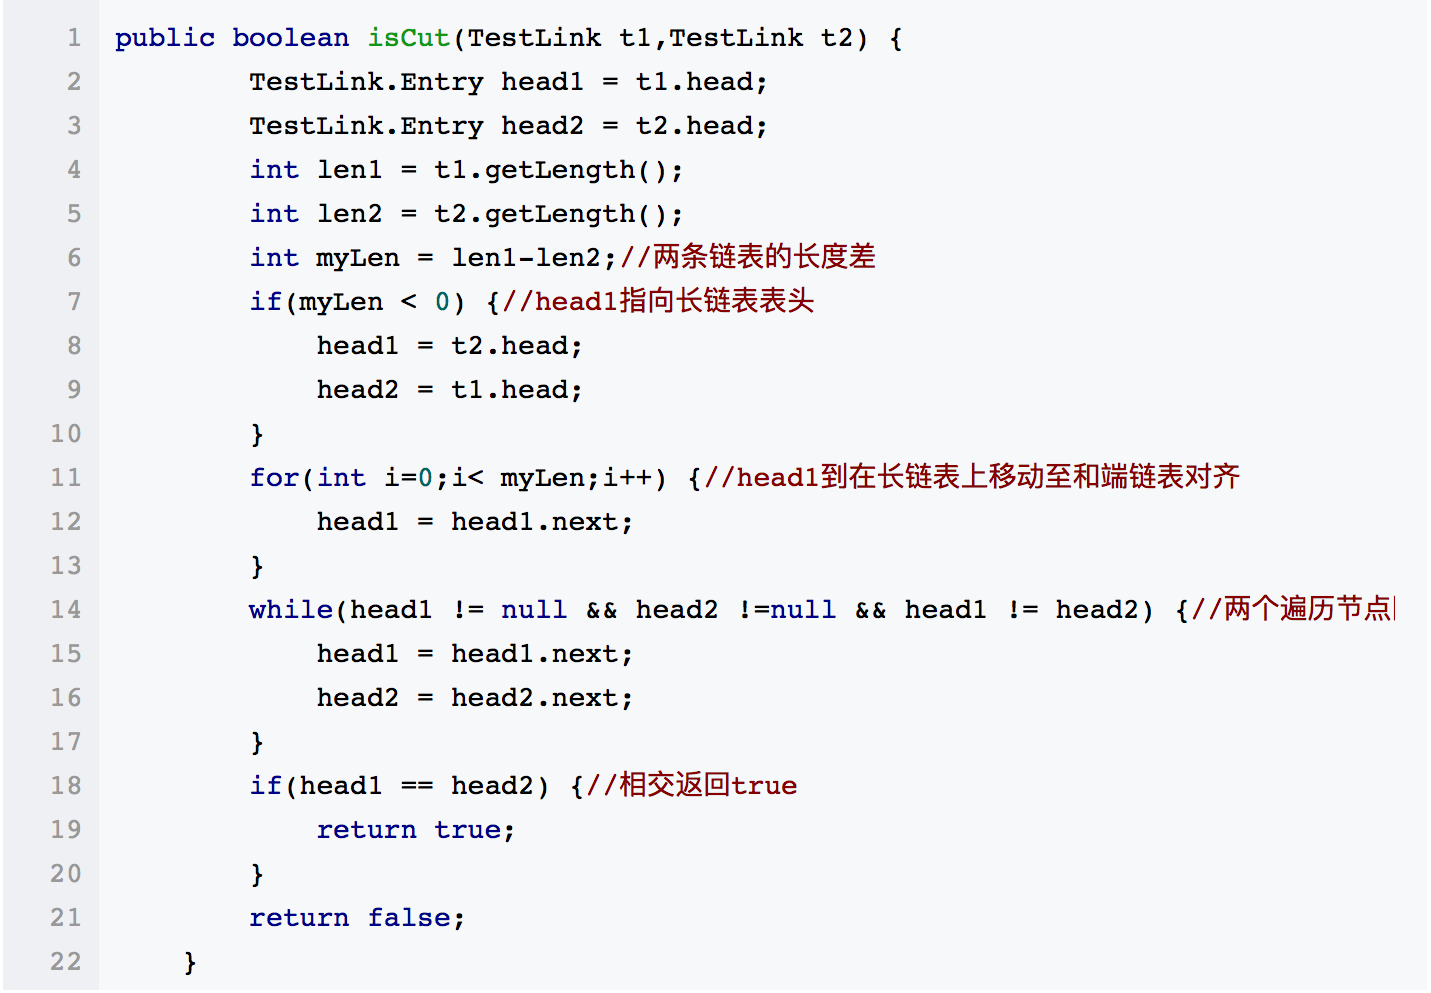 1 public boolean isCut(TestLink t1,TestLink t2) {
2 TestLink.Entry head1 = t1.head;
3 TestLink.Entry head2 = t2.head;
4 int len1 = t1.getLength();
5 int len2 = t2.getLength();
6 int myLen = len1-len2;//两条链表的长度差
7 if(myLen < 0) {//head1指向长链表表头
8 head1 = t2.head;
9 head2 = t1.head;
10 }
11 for(int i=0;i< myLen;i++) {//head1到在长链表上移动至和端链表对齐
12 head1 = head1.next;
13 }
14 while(head1 != null && head2 !=null && head1 != head2) {//两个遍历节点
15 head1 = head1.next;
16 head2 = head2.next;
17 }
18 if(head1 == head2) {//相交返回true
19 return true;
20 }
21 return false;
22 }